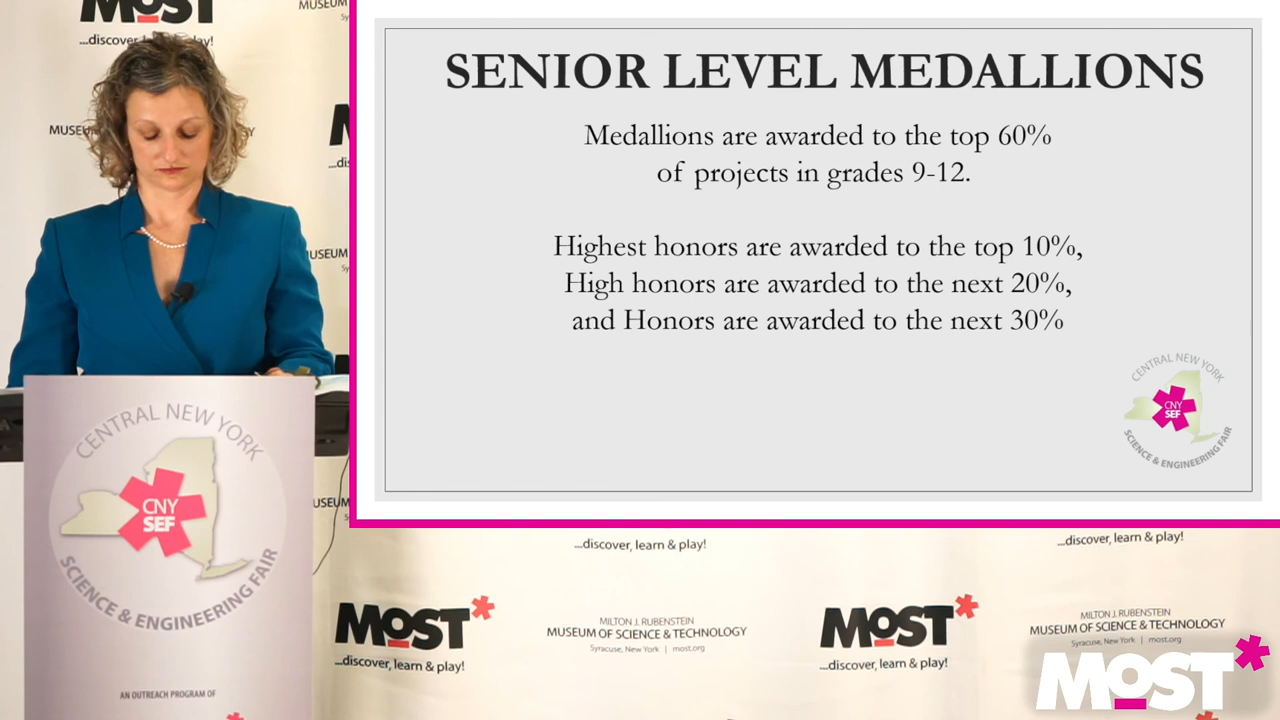 MOST
...discover, learn & play!
MUSEUM
SENIOR LEVEL MEDALLIONS
Medallions are awarded to the top 60%
of projects in grades 9-12.
Highest honors are awarded to the top 10%,
High honors are awarded to the next 20%,
and Honors are awarded to the next 30%
CENTRAL NEW YORK
CNY
SEF
SCIENCE & ENGINEERING FAIR
CENTRAL NEW YORK
CNY
SEF
SCIENCE & ENGINEERING FAIR
AN OUTREACH PROGRAM OF
...discover, learn & play!
...discover, learn & play!
MOST*
...discover, learn & play!
MILTON J. RUBENSTEIN
MUSEUM OF SCIENCE & TECHNOLOGY
Syracuse, New York | most.org
MOST*
...discover, learn & play!
MILTON J. RUBENSTEIN
MUSEUM OF SCIENCE & TECHNOLOGY
Syracuse, New York | most.org
MOST*